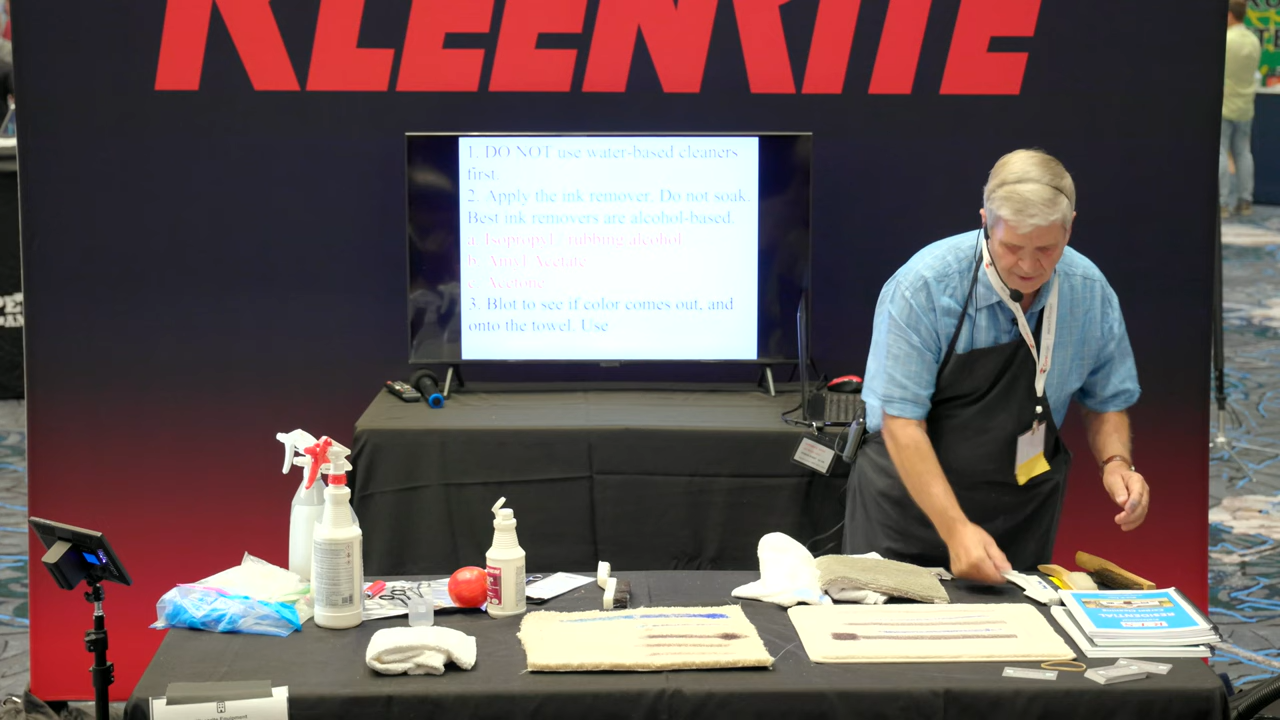 KLEENRITE
1. DO NOT use water-based cleaners
first.
2. Apply the ink remover. Do not soak.
Best ink removers are alcohol-based.
a. Isopropyl / rubbing alcohol
b. Amyl Acetate
c. Acetone
3. Blot to see if color comes out, and
onto the towel. Use
RESIDENTIAL